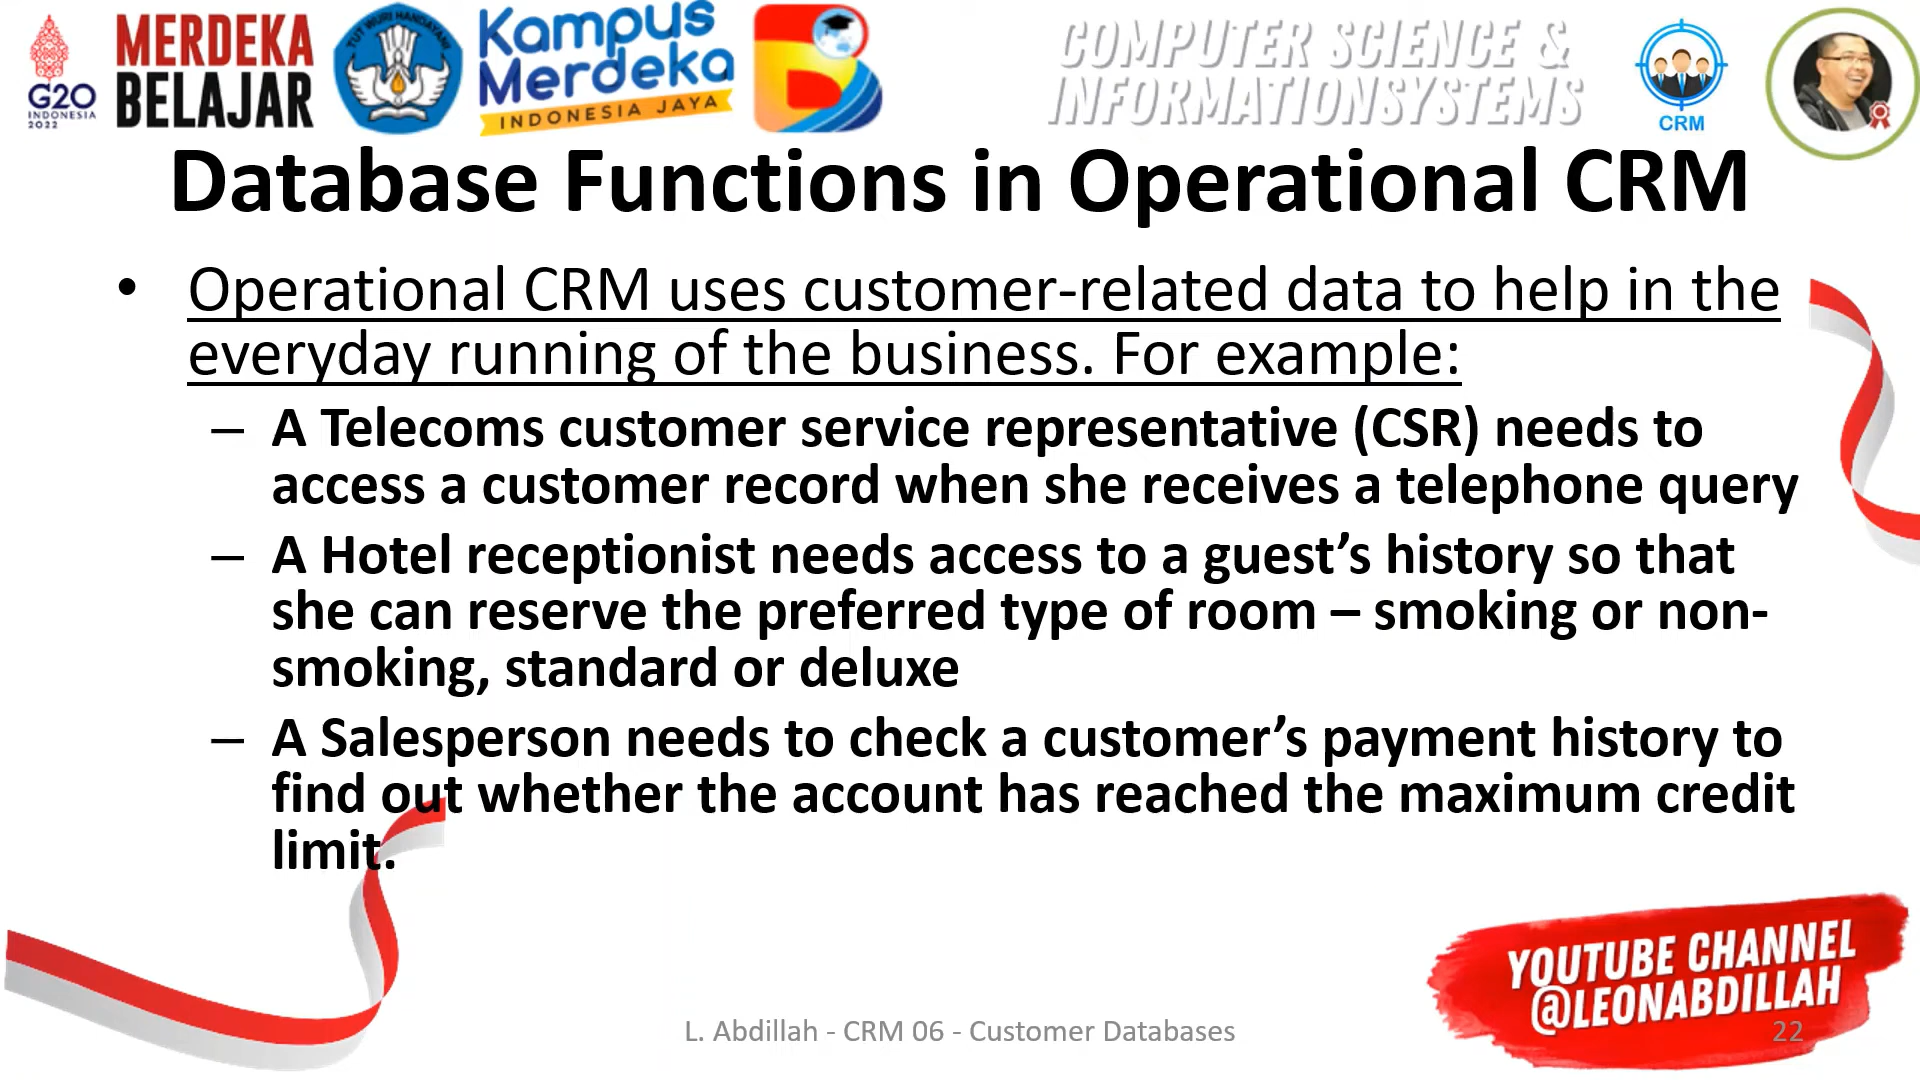 G20
INDONESIA
2022
MERDEKA
BELAJAR
TUT WURI HANDAYANI
Kampus
Merdeka
INDONESIA JAYA
COMPUTER SCIENCE &
INFORMATIONSYSTEMS
CRM
Database Functions in Operational CRM
• Operational CRM uses customer-related data to help in the
everyday running of the business. For example:
– A Telecoms customer service representative (CSR) needs to
access a customer record when she receives a telephone query
– A Hotel receptionist needs access to a guest’s history so that
she can reserve the preferred type of room – smoking or non-
smoking, standard or deluxe
– A Salesperson needs to check a customer’s payment history to
find out whether the account has reached the maximum credit
limit.
YOUTUBE CHANNEL
@LEONABDILLAH
L. Abdillah - CRM 06 - Customer Databases
22